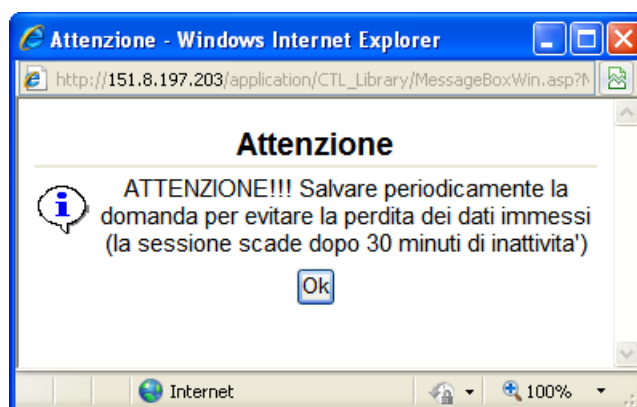 Attenzione - Windows Internet Explorer
http://151.8.197.203/application/CTL_Library/MessageBoxWin.asp?M
Attenzione
ATTENZIONE!!! Salvare periodicamente la
domanda per evitare la perdita dei dati immessi
(la sessione scade dopo 30 minuti di inattivita')
Ok
Internet
100%